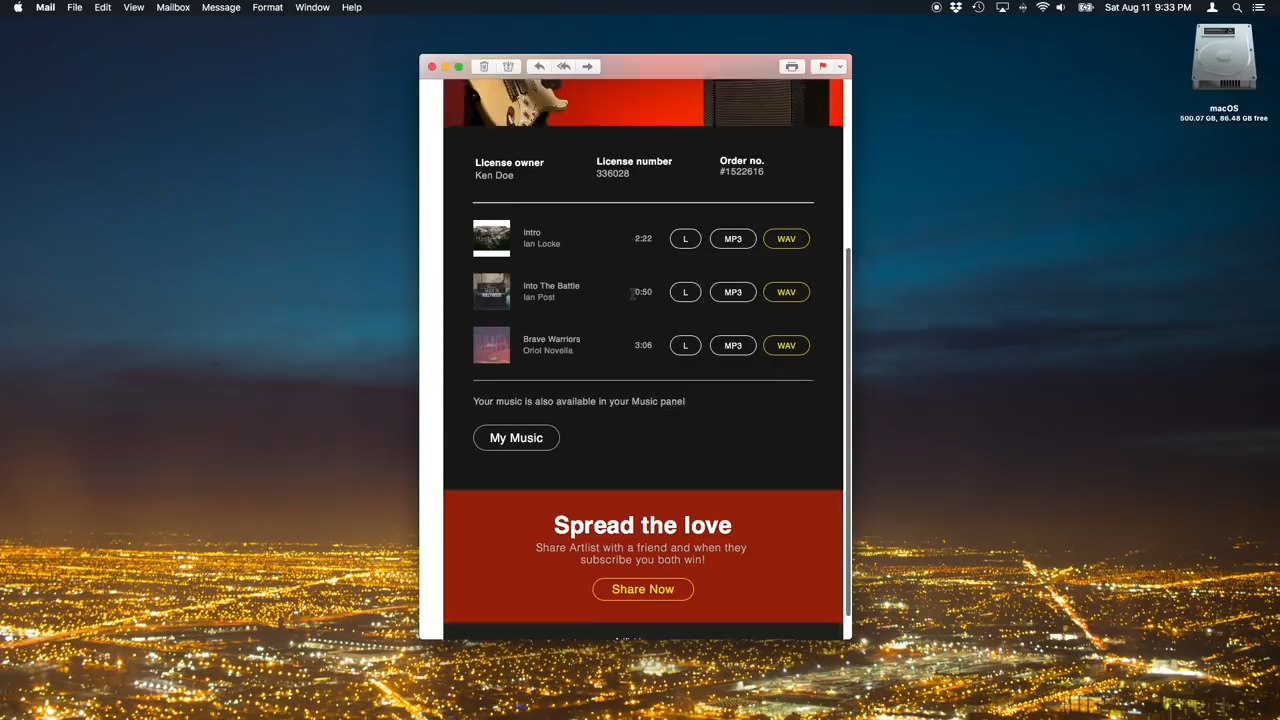 Mail File Edit View Mailbox Message Format Window Help Sat Aug 11 9:33 PM
macOS
500.07 GB, 86.48 GB free
License owner License number Order no.
Ken Doe 336028 #1522616
Intro
Ian Locke
2:22 L MP3 WAV
Into The Battle
Ian Post
0:50 L MP3 WAV
Brave Warriors
Oriol Novella
3:06 L MP3 WAV
Your music is also available in your Music panel
My Music
Spread the love
Share Artlist with a friend and when they
subscribe you both win!
Share Now